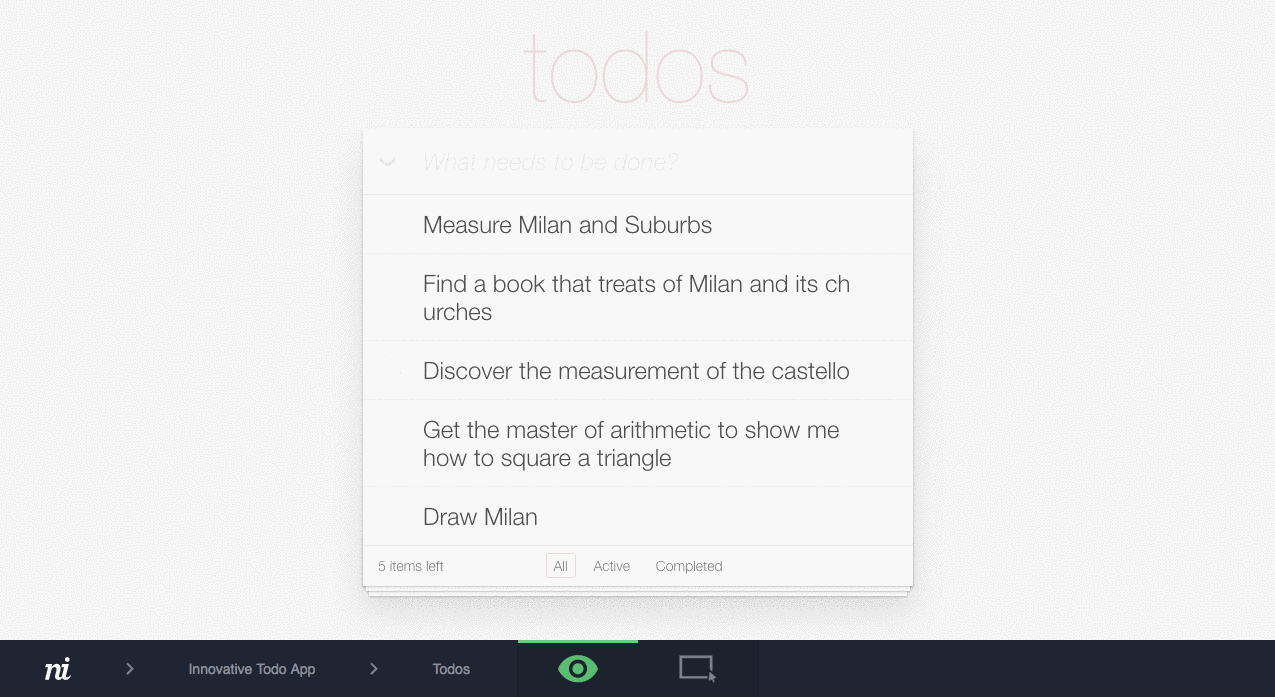 todos
What needs to be done?
Measure Milan and Suburbs
Find a book that treats of Milan and its ch
urches
Discover the measurement of the castello
Get the master of arithmetic to show me
how to square a triangle
Draw Milan
5 items left All Active Completed
ni Innovative Todo App Todos